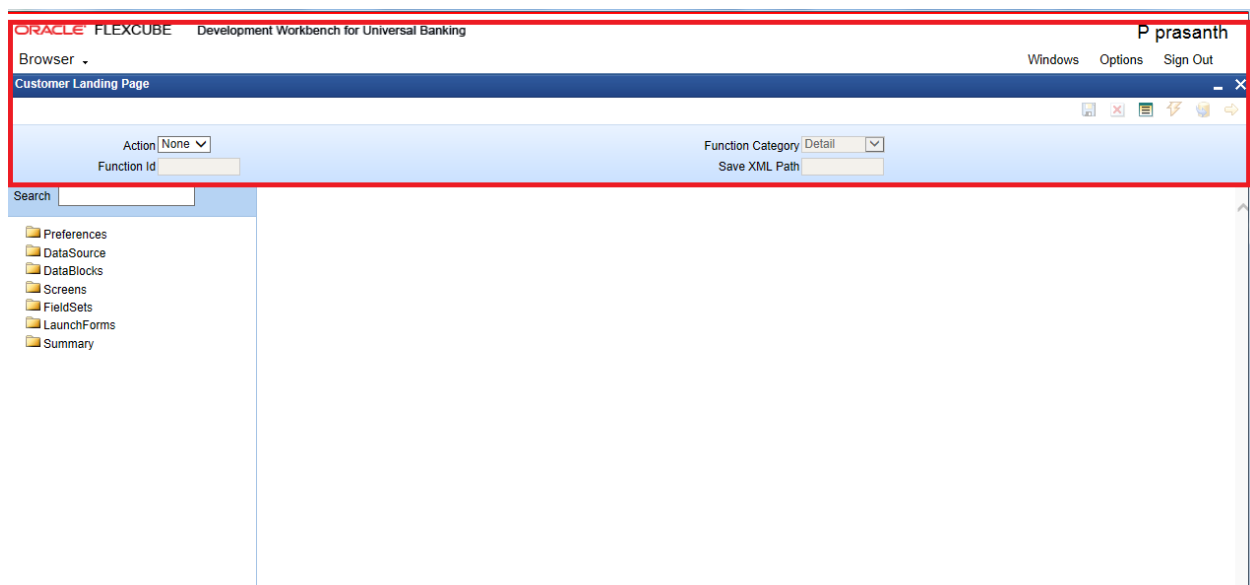 ORACLE FLEXCUBE Development Workbench for Universal Banking P prasanth
Browser Windows Options Sign Out
Customer Landing Page
Action None Function Category Detail
Function Id Save XML Path
Search
Preferences
DataSource
DataBlocks
Screens
FieldSets
LaunchForms
Summary